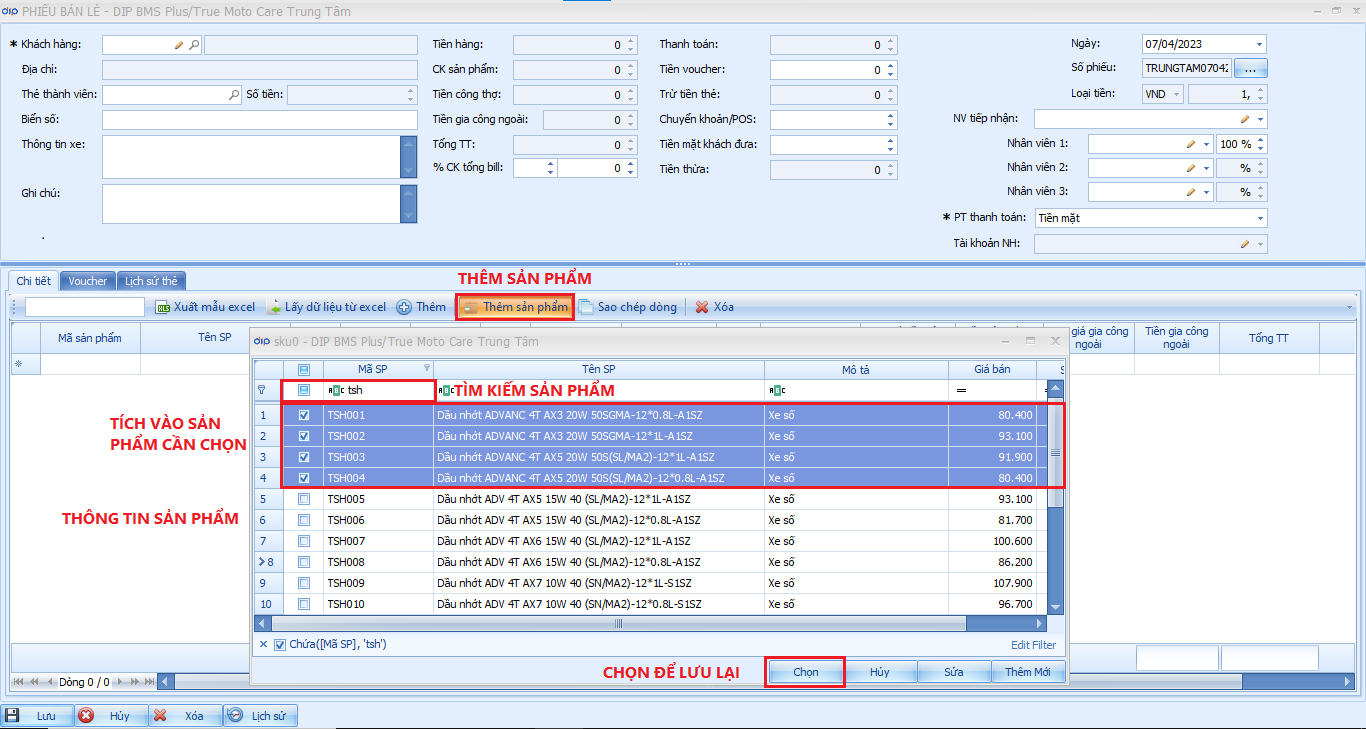 dip PHIẾU BÁN LẺ - DIP BMS Plus/True Moto Care Trung Tâm
* Khách hàng:
Tiền hàng: 0
Thanh toán: 0
Ngày: 07/04/2023
Địa chỉ:
CK sản phẩm: 0
Tiền voucher: 0
Số phiếu: TRUNGTAM0704 ...
Thẻ thành viên: Số tiền:
Tiền công thợ: 0
Trừ tiền thẻ: 0
Loại tiền: VND 1,
Biển số:
Tiền gia công ngoài: 0
Chuyển khoản/POS:
NV tiếp nhận:
Thông tin xe:
Tổng TT: 0
Tiền mặt khách đưa:
Nhân viên 1: 100 %
% CK tổng bill: 0
Tiền thừa: 0
Nhân viên 2: %
Ghi chú:
Nhân viên 3: %
* PT thanh toán: Tiền mặt
Tài khoản NH:
Chi tiết Voucher Lịch sử thẻ
THÊM SẢN PHẨM
Xuất mẫu excel Lấy dữ liệu từ excel Thêm Thêm sản phẩm Sao chép dòng Xóa
Mã sản phẩm Tên SP giá gia công ngoài Tiền gia công ngoài Tổng TT
dip sku0 - DIP BMS Plus/True Moto Care Trung Tâm
Mã SP Tên SP Mô tả Giá bán S
ABC tsh ABC TÌM KIẾM SẢN PHẨM ABC =
1 TSH001 Dầu nhớt ADVANC 4T AX3 20W 50SGMA-12*0.8L-A1SZ Xe số 80.400
2 TSH002 Dầu nhớt ADVANC 4T AX3 20W 50SGMA-12*1L-A1SZ Xe số 93.100
3 TSH003 Dầu nhớt ADVANC 4T AX5 20W 50S(SL/MA2)-12*1L-A1SZ Xe số 91.900
4 TSH004 Dầu nhớt ADVANC 4T AX5 20W 50S(SL/MA2)-12*0.8L-A1SZ Xe số 80.400
5 TSH005 Dầu nhớt ADV 4T AX5 15W 40 (SL/MA2)-12*1L-A1SZ Xe số 93.100
6 TSH006 Dầu nhớt ADV 4T AX5 15W 40 (SL/MA2)-12*0.8L-A1SZ Xe số 81.700
7 TSH007 Dầu nhớt ADV 4T AX6 15W 40 (SL/MA2)-12*1L-A1SZ Xe số 100.600
8 TSH008 Dầu nhớt ADV 4T AX6 15W 40 (SL/MA2)-12*0.8L-A1SZ Xe số 86.200
9 TSH009 Dầu nhớt ADV 4T AX7 10W 40 (SN/MA2)-12*1L-S1SZ Xe số 107.900
10 TSH010 Dầu nhớt ADV 4T AX7 10W 40 (SN/MA2)-12*0.8L-S1SZ Xe số 96.700
TÍCH VÀO SẢN
PHẨM CẦN CHỌN
THÔNG TIN SẢN PHẨM
Chứa([Mã SP], 'tsh') Edit Filter
CHỌN ĐỂ LƯU LẠI
Chọn Hủy Sửa Thêm Mới
Dòng 0 / 0
Lưu Hủy Xóa Lịch sử